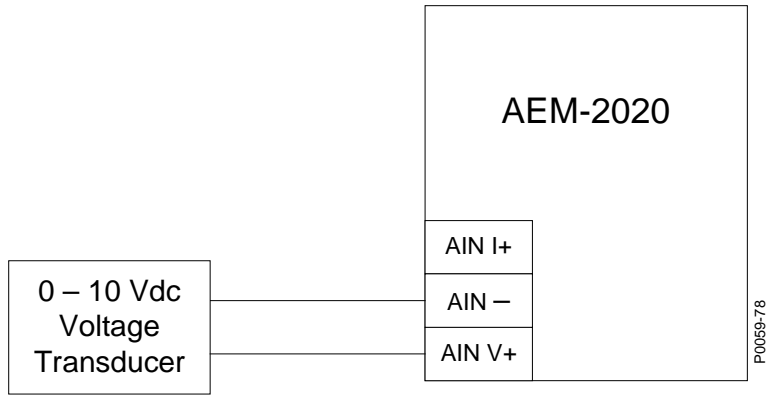 AEM-2020
AIN I+
AIN –
AIN V+
0 – 10 Vdc
Voltage
Transducer
P0059-78